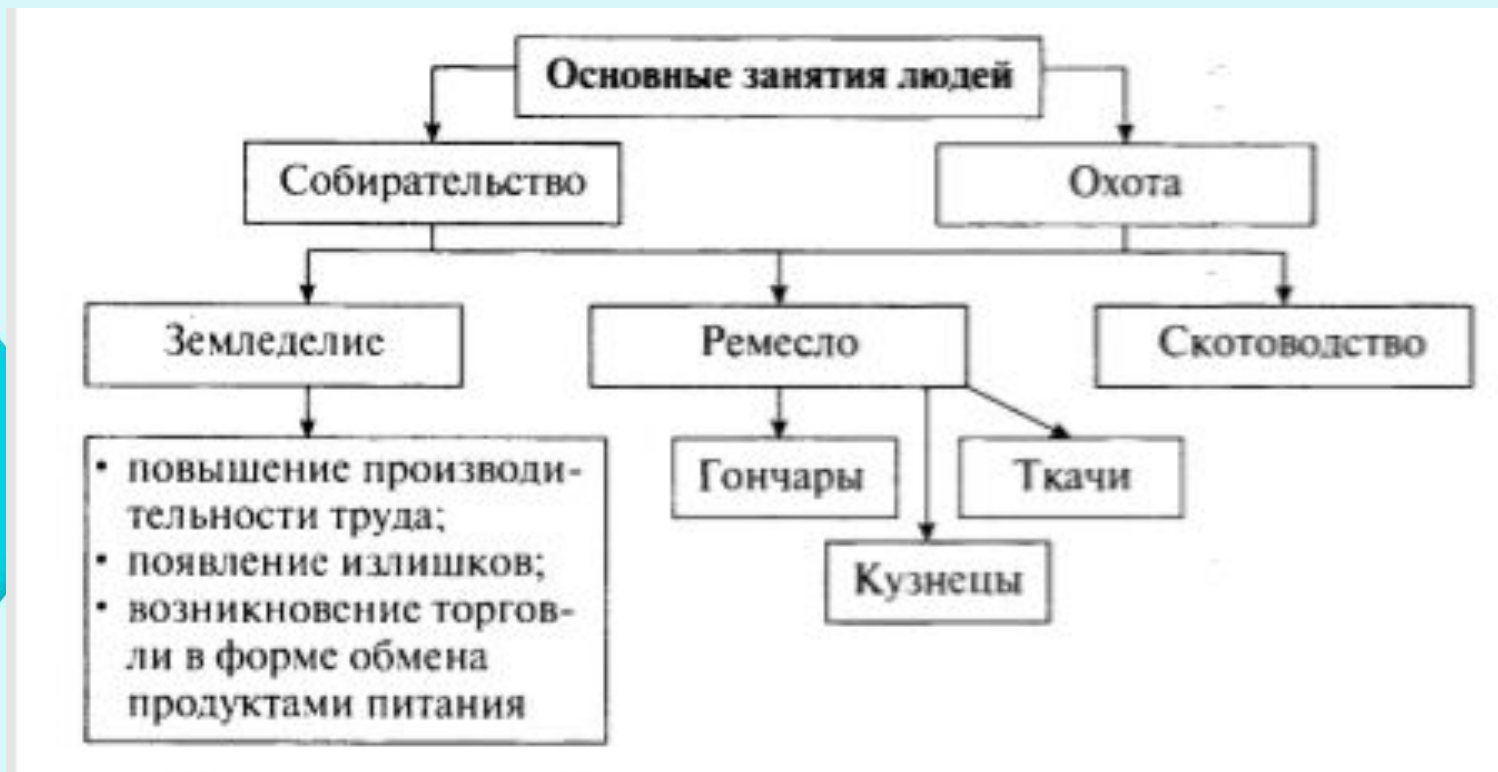 Основные занятия людей
Собирательство
Охота
Земледелие
Ремесло
Скотоводство
• повышение производи-
тельности труда;
• появление излишков;
• возникновение торгов-
ли в форме обмена
продуктами питания
Гончары
Ткачи
Кузнецы